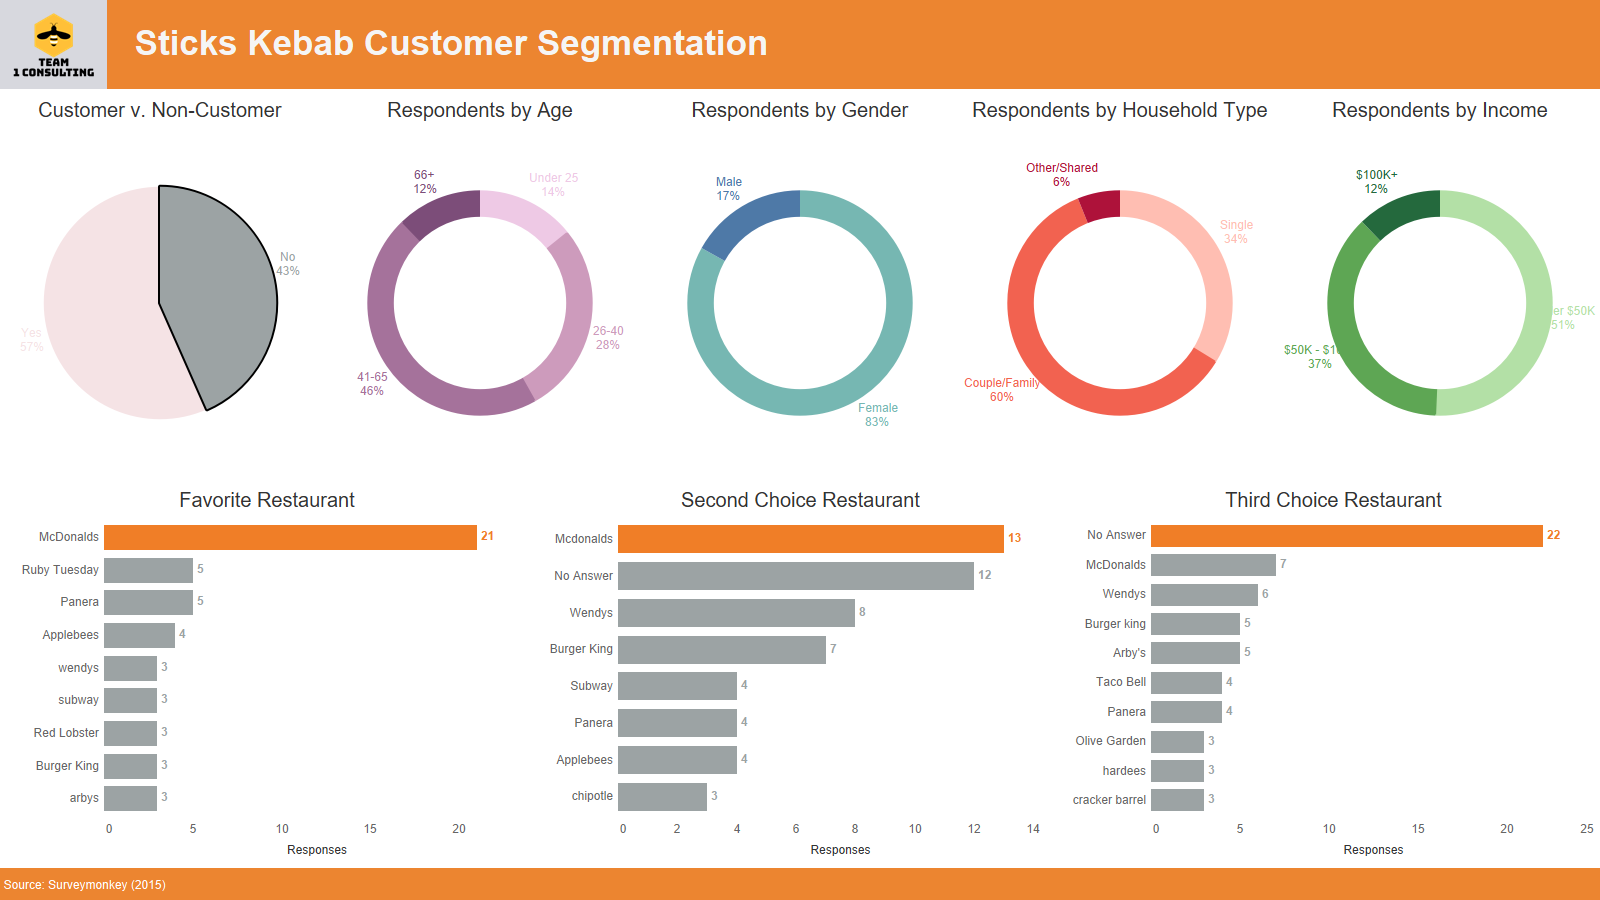 TEAM
1 CONSULTING
Sticks Kebab Customer Segmentation
Customer v. Non-Customer
No
43%
Yes
57%
Respondents by Age
66+
12%
Under 25
14%
26-40
28%
41-65
46%
Respondents by Gender
Male
17%
Female
83%
Respondents by Household Type
Other/Shared
6%
Single
34%
Couple/Family
60%
Respondents by Income
$100K+
12%
er $50K
51%
$50K - $1
37%
Favorite Restaurant
McDonalds 21
Ruby Tuesday 5
Panera 5
Applebees 4
wendys 3
subway 3
Red Lobster 3
Burger King 3
arbys 3
0 5 10 15 20
Responses
Second Choice Restaurant
Mcdonalds 13
No Answer 12
Wendys 8
Burger King 7
Subway 4
Panera 4
Applebees 4
chipotle 3
0 2 4 6 8 10 12 14
Responses
Third Choice Restaurant
No Answer 22
McDonalds 7
Wendys 6
Burger king 5
Arby's 5
Taco Bell 4
Panera 4
Olive Garden 3
hardees 3
cracker barrel 3
0 5 10 15 20 25
Responses
Source: Surveymonkey (2015)